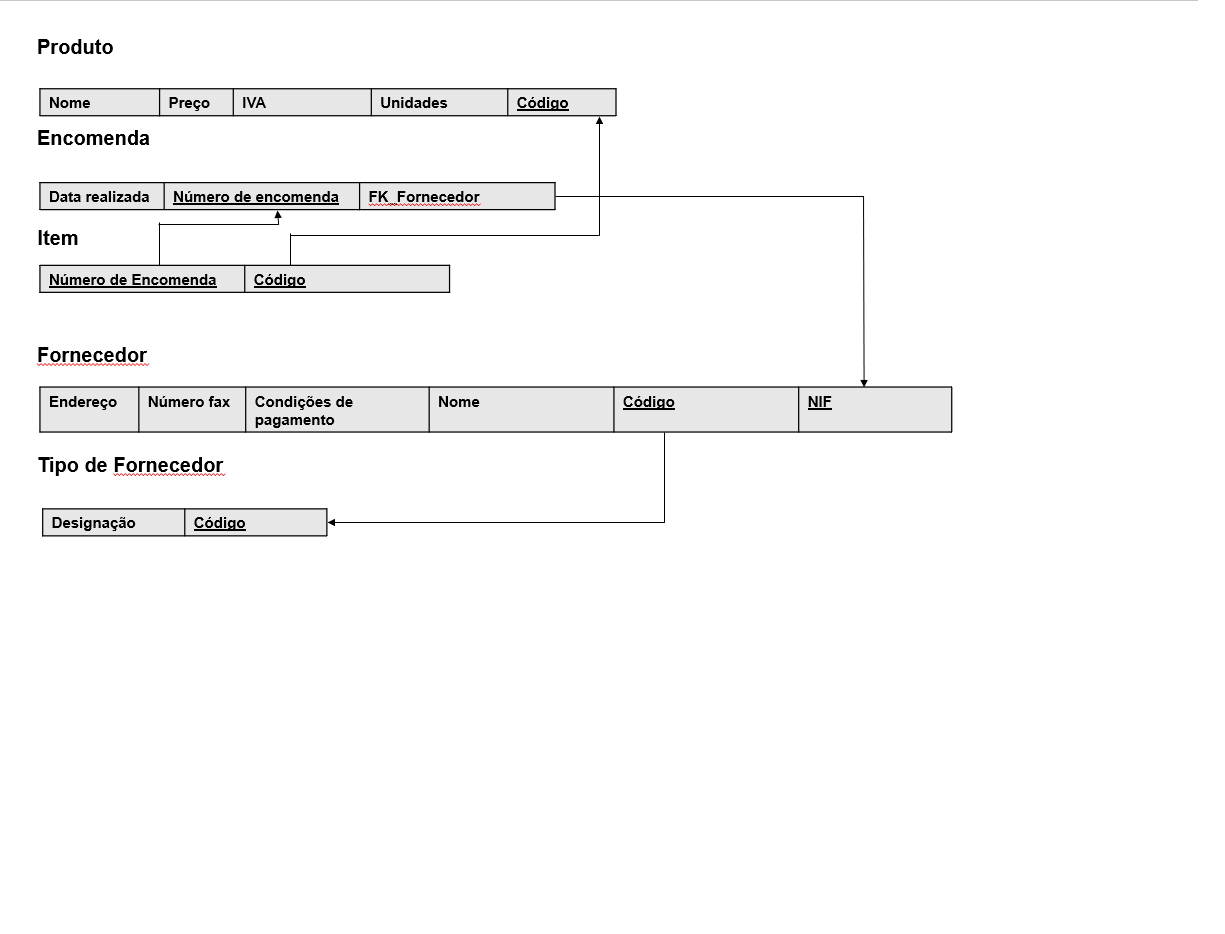 Produto
Nome Preço IVA Unidades Código
Encomenda
Data realizada Número de encomenda FK_Fornecedor
Item
Número de Encomenda Código
Fornecedor
Endereço Número fax Condições de pagamento Nome Código NIF
Tipo de Fornecedor
Designação Código